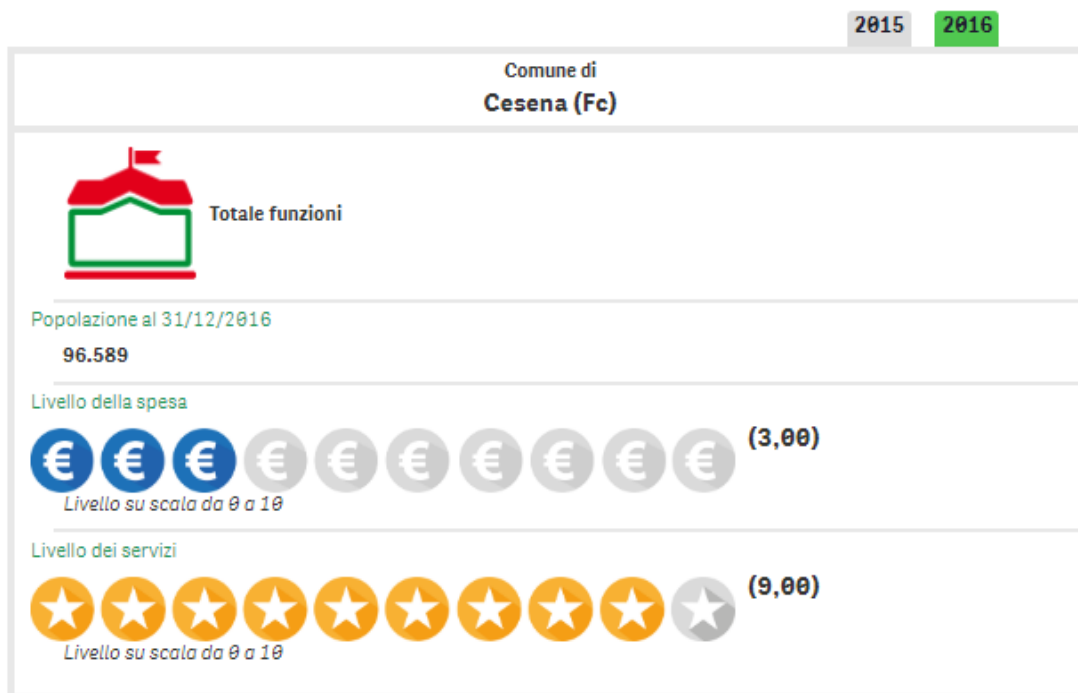 2015 2016
Comune di
Cesena (Fc)
Totale funzioni
Popolazione al 31/12/2016
96.589
Livello della spesa
€ € € € € € € € € € (3,00)
Livello su scala da 0 a 10
Livello dei servizi
(9,00)
Livello su scala da 0 a 10